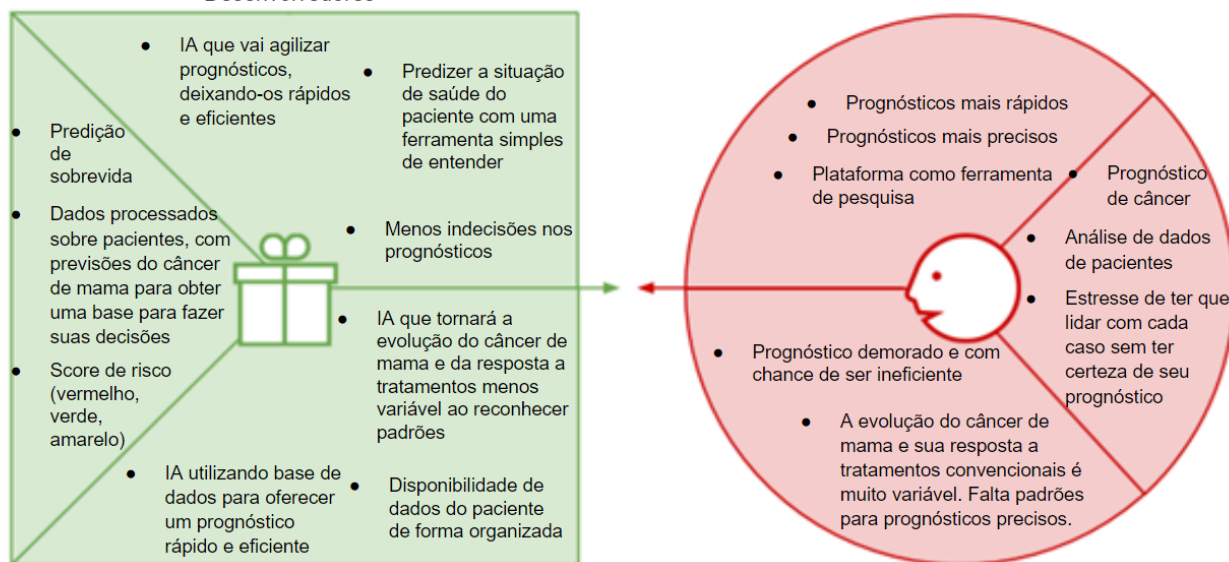 Desenvolvedores
● IA que vai agilizar
prognósticos,
deixando-os rápidos
e eficientes
● Predizer a situação
de saúde do
paciente com uma
ferramenta simples
de entender
● Predição
de
sobrevida
● Dados processados
sobre pacientes, com
previsões do câncer
de mama para obter
uma base para fazer
suas decisões
● Score de risco
(vermelho,
verde,
amarelo)
● Menos indecisões nos
prognósticos
● IA que tornará a
evolução do câncer de
mama e da resposta a
tratamentos menos
variável ao reconhecer
padrões
● IA utilizando base de
dados para oferecer
um prognóstico
rápido e eficiente
● Disponibilidade de
dados do paciente
de forma organizada
● Prognósticos mais rápidos
● Prognósticos mais precisos
● Plataforma como ferramenta
de pesquisa
● Prognóstico
de câncer
● Análise de dados
de pacientes
● Estresse de ter que
lidar com cada
caso sem ter
certeza de seu
prognóstico
● Prognóstico demorado e com
chance de ser ineficiente
● A evolução do câncer de
mama e sua resposta a
tratamentos convencionais é
muito variável. Falta padrões
para prognósticos precisos.